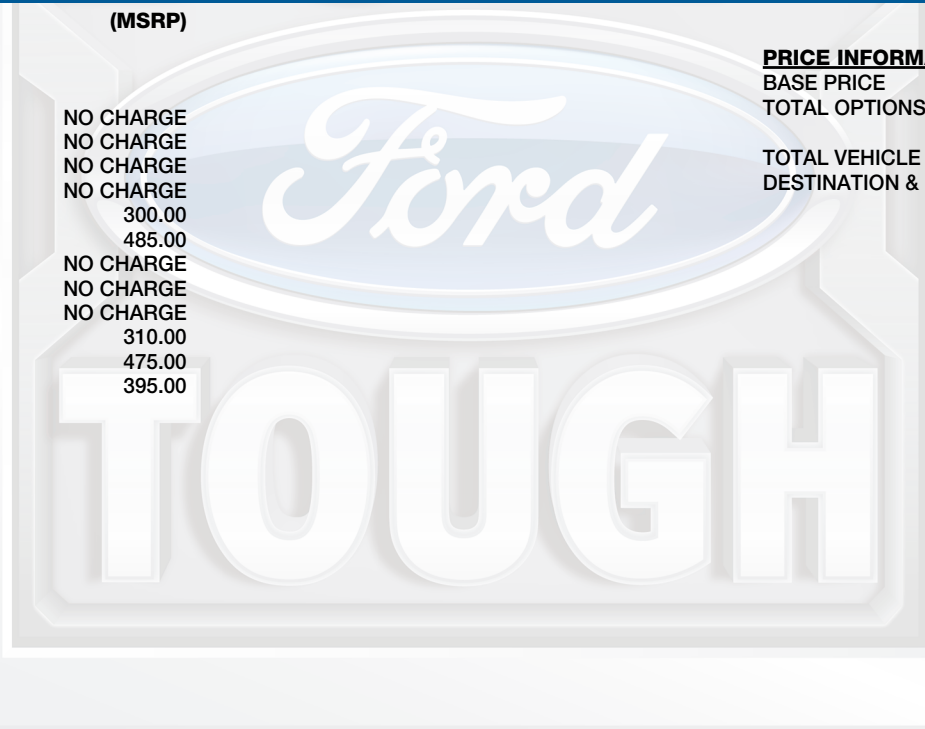 (MSRP)
NO CHARGE
NO CHARGE
NO CHARGE
NO CHARGE
300.00
485.00
NO CHARGE
NO CHARGE
NO CHARGE
310.00
475.00
395.00
PRICE INFORM
BASE PRICE
TOTAL OPTIONS
TOTAL VEHICLE
DESTINATION &
Ford
TOUGH